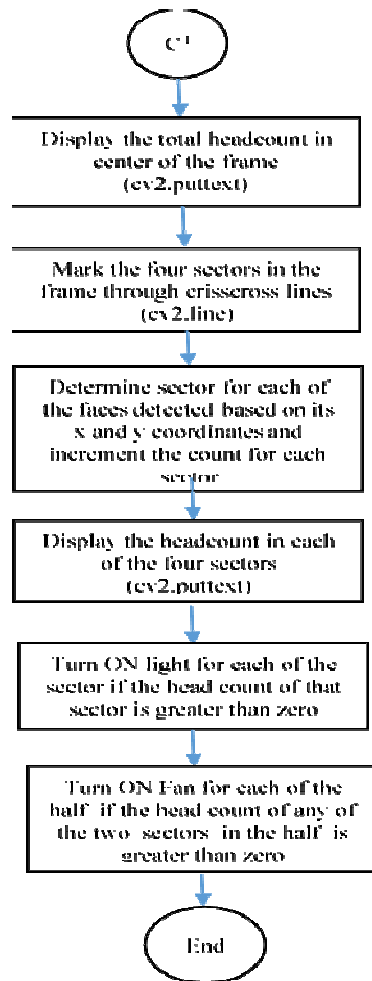 Display the total headcount in
center of the frame
(cv2.puttext)
Mark the four sectors in the
frame through crisscross lines
(cv2.line)
Determine sector for each of
the faces detected based on its
x and y coordinates and
increment the count for each
sector
Display the headcount in each
of the four sectors
(cv2.puttext)
Turn ON light for each of the
sector if the head count of that
sector is greater than zero
Turn ON Fan for each of the
half if the head count of any of
the two sectors in the half is
greater than zero
End